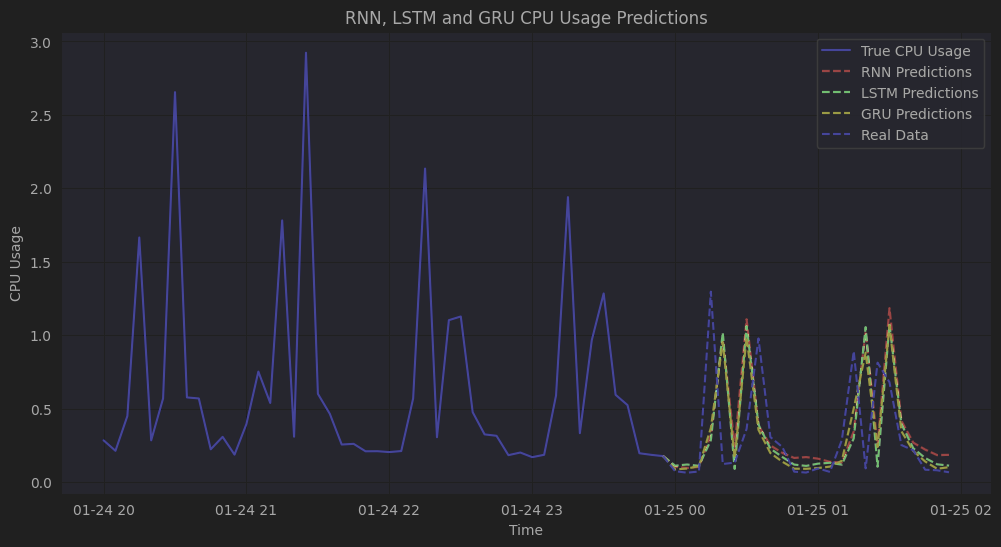 RNN, LSTM and GRU CPU Usage Predictions
True CPU Usage
RNN Predictions
LSTM Predictions
GRU Predictions
Real Data
CPU Usage
3.0
2.5
2.0
1.5
1.0
0.5
0.0
01-24 20 01-24 21 01-24 22 01-24 23 01-25 00 01-25 01 01-25 02
Time